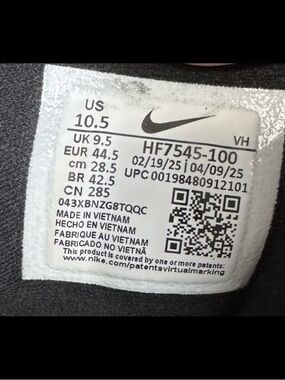 US
10.5
UK 9.5
EUR 44.5
cm 28.5
BR 42.5
CN 285
VH
HF7545-100
02/19/25 | 04/09/25
UPC 00198480912101
043XBNZG8TQQC
MADE IN VIETNAM
HECHO EN VIETNAM
FABRIQUE AU VIETNAM
FABRICADO NO VIETNÃ
This product is covered by one or more patents:
www.nike.com/patentsvirtualmarking